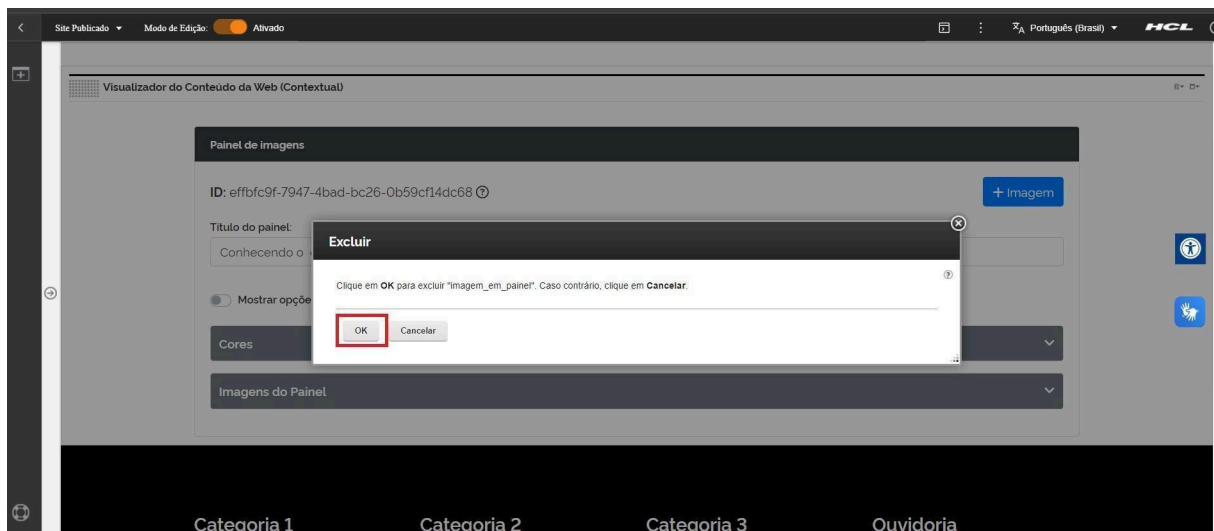 Site Publicado Modo de Edição: Ativado Português (Brasil) HCL
Visualizador do Conteúdo da Web (Contextual)
Painel de imagens
ID: effbfc9f-7947-4bad-bc26-0b59cf14dc68 + Imagem
Título do painel:
Conhecendo o
Excluir
Clique em OK para excluir "imagem_em_painel". Caso contrário, clique em Cancelar.
OK Cancelar
Mostrar opçõe
Cores
Imagens do Painel
Categoria 1 Categoria 2 Categoria 3 Ouvidoria